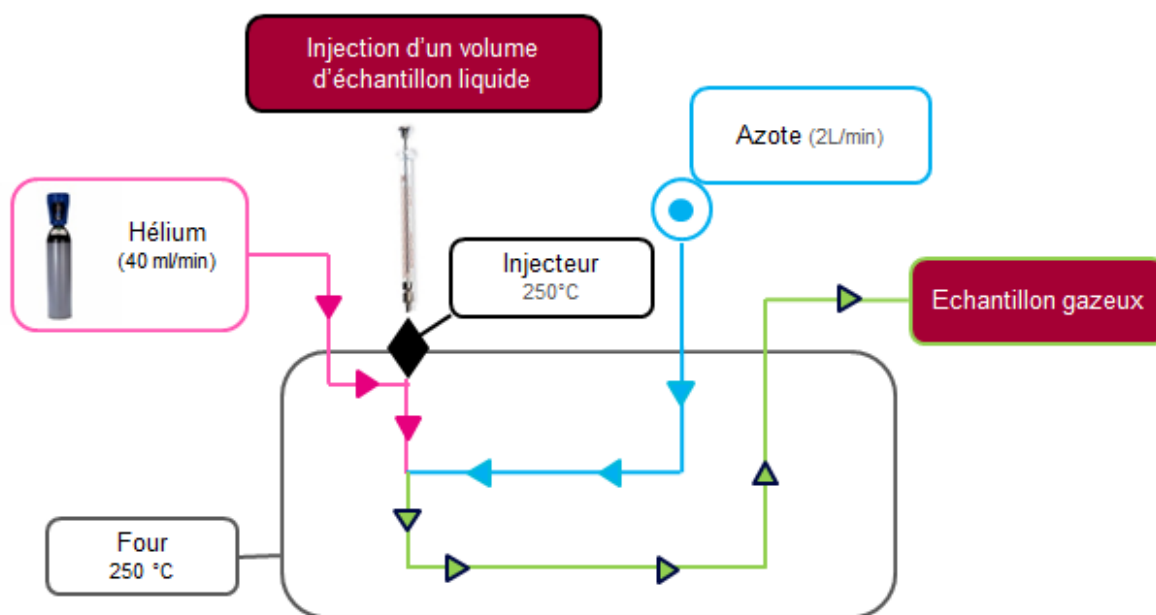 Injection d'un volume
d'échantillon liquide
Azote (2L/min)
Hélium
(40 ml/min)
Injecteur
250°C
Echantillon gazeux
Four
250 °C